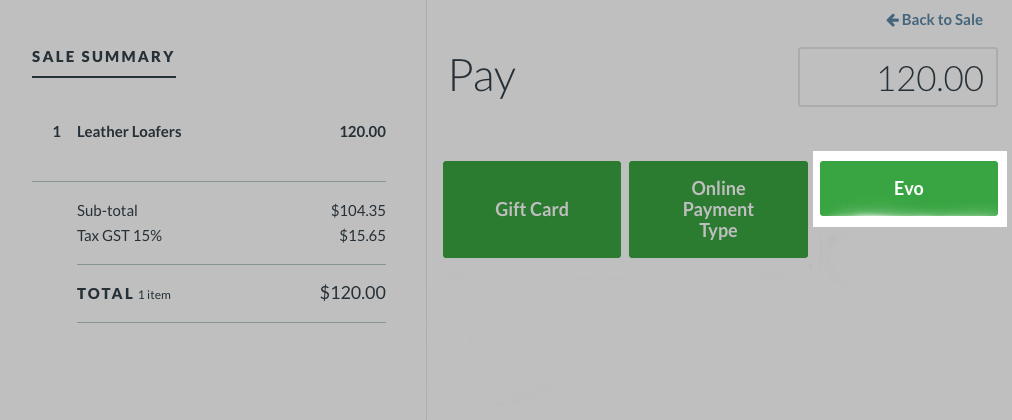 Back to Sale
SALE SUMMARY
Pay 120.00
1 Leather Loafers 120.00
Gift Card
Online
Payment
Type
Evo
Sub-total $104.35
Tax GST 15% $15.65
TOTAL 1 item $120.00